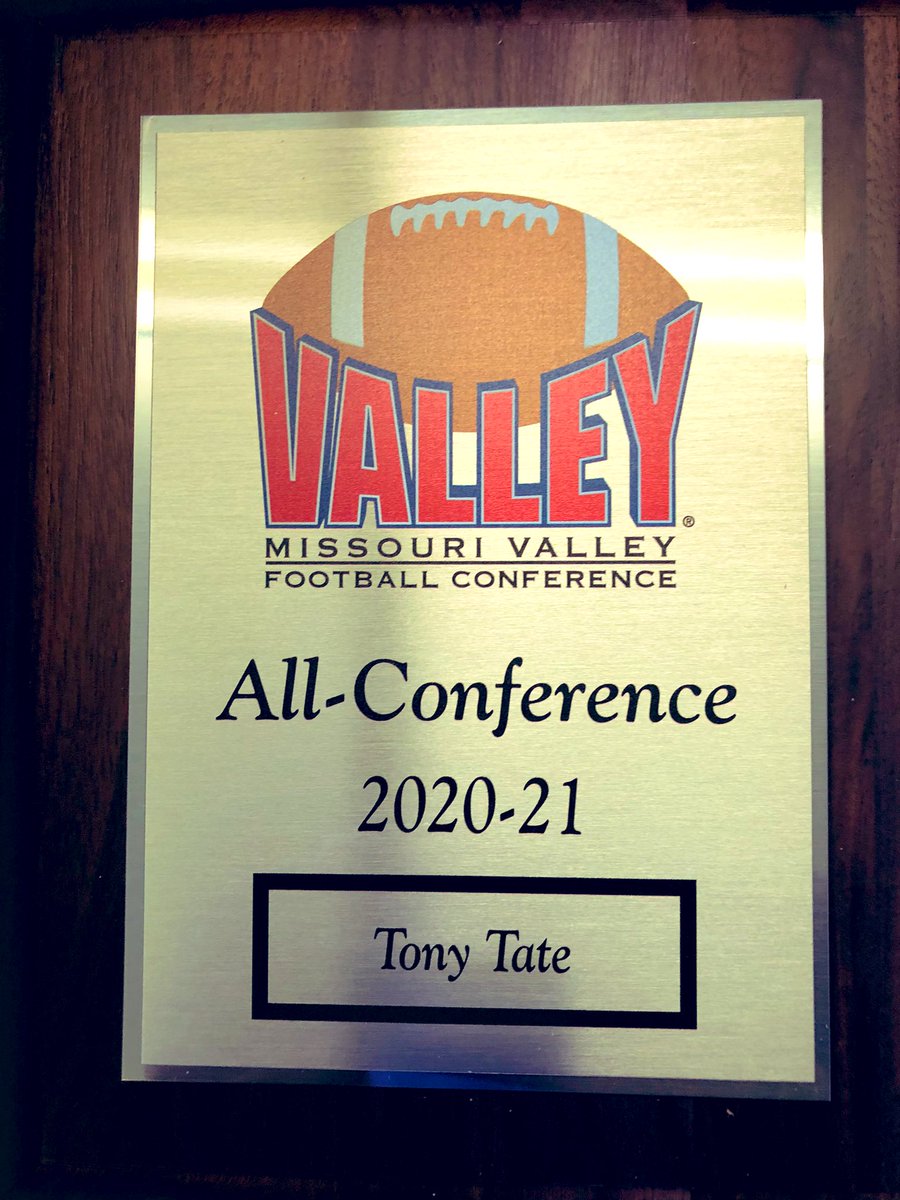 VALLEY®
MISSOURI VALLEY
FOOTBALL CONFERENCE
All-Conference
2020-21
Tony Tate